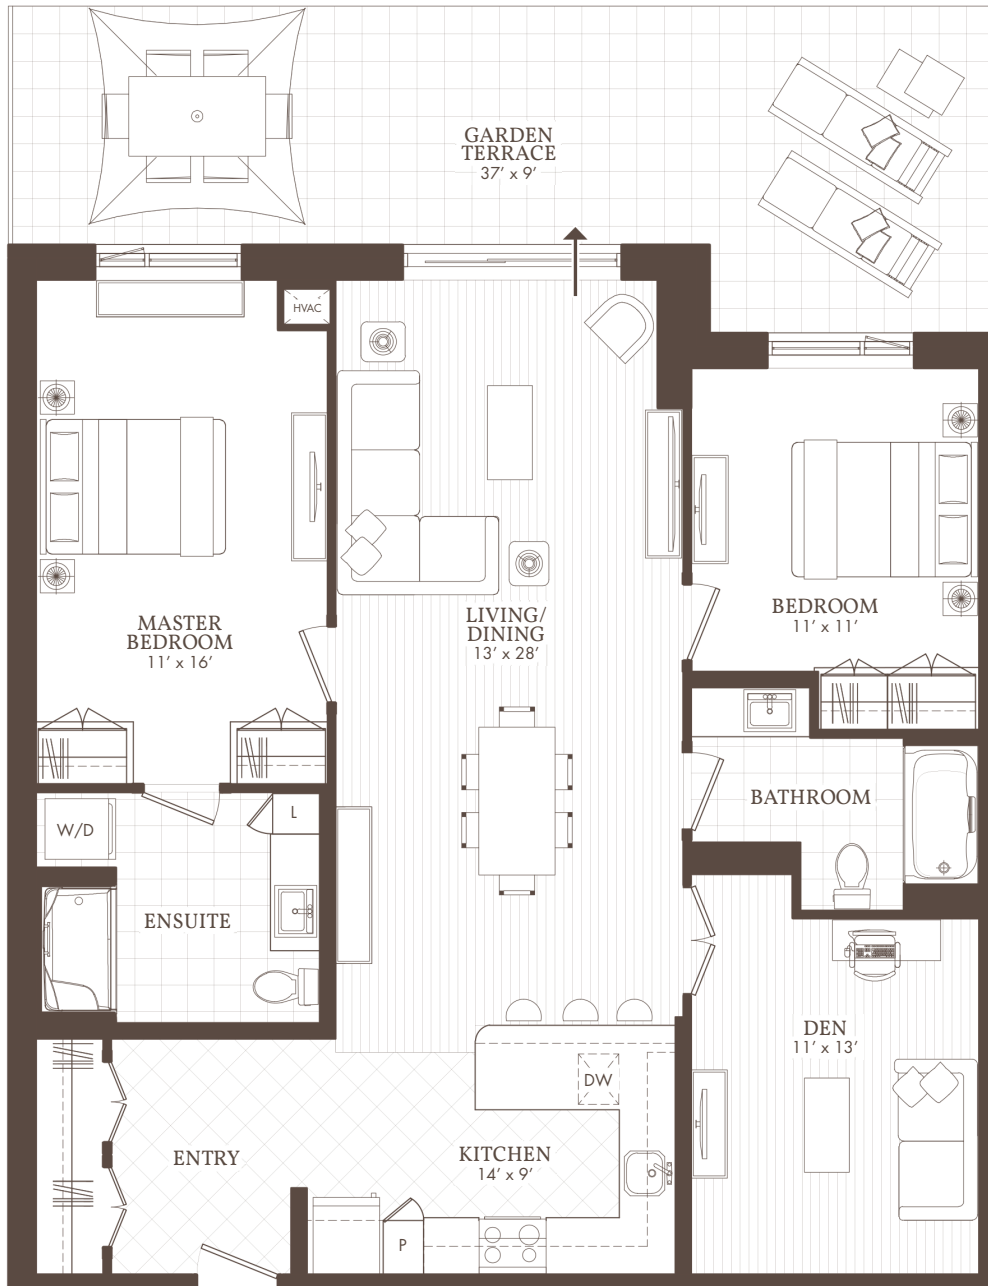 GARDEN
TERRACE
37’ x 9’
HVAC
MASTER
BEDROOM
11’ x 16’
LIVING/
DINING
13’ x 28’
BEDROOM
11’ x 11’
W/D
L
BATHROOM
ENSUITE
DEN
11’ x 13’
DW
ENTRY
KITCHEN
14’ x 9’
P